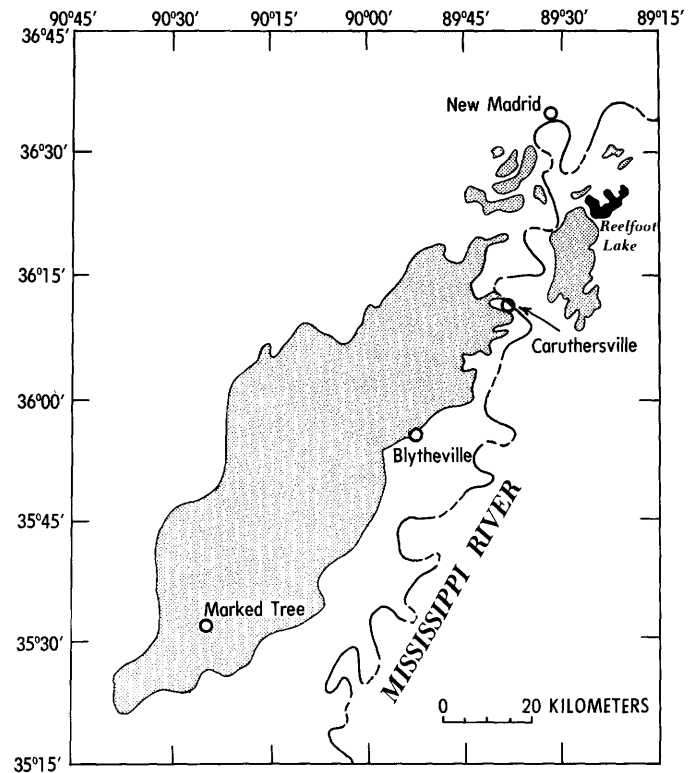 90°45' 90°30' 90°15' 90°00' 89°45' 89°30' 89°15'
36°45'
New Madrid
36°30'
Reelfoot
Lake
36°15'
Caruthersville
36°00'
Blytheville
35°45'
MISSISSIPPI RIVER
Marked Tree
35°30'
0 20 KILOMETERS
35°15'